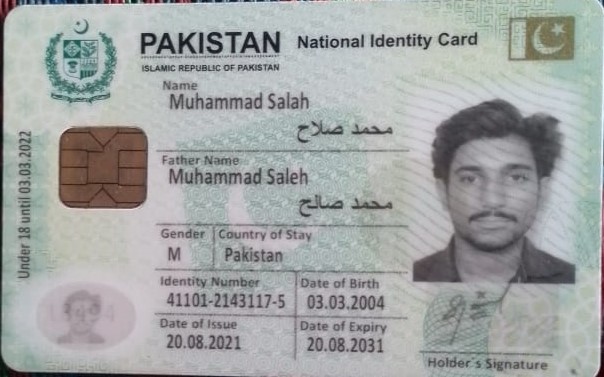 PAKISTAN National Identity Card
ISLAMIC REPUBLIC OF PAKISTAN
Name
Muhammad Salah
محمد صلاح
Father Name
Muhammad Saleh
محمد صالح
Gender Country of Stay
M Pakistan
Identity Number Date of Birth
41101-2143117-5 03.03.2004
Date of Issue Date of Expiry
20.08.2021 20.08.2031
Holder's Signature
Under 18 until 03.03.2022